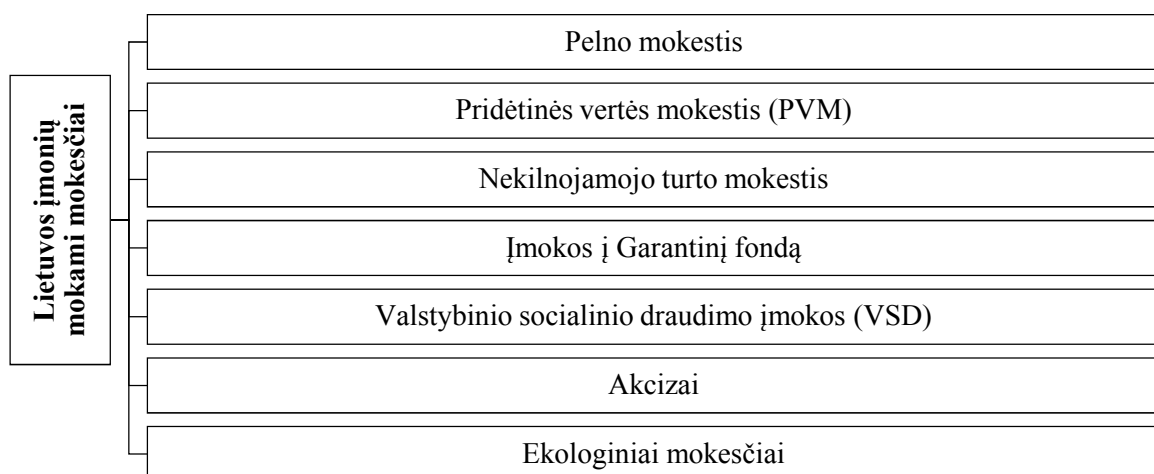 Lietuvos įmonių
mokami mokesčiai
Pelno mokestis
Pridėtinės vertės mokestis (PVM)
Nekilnojamojo turto mokestis
Įmokos į Garantinį fondą
Valstybinio socialinio draudimo įmokos (VSD)
Akcizai
Ekologiniai mokesčiai